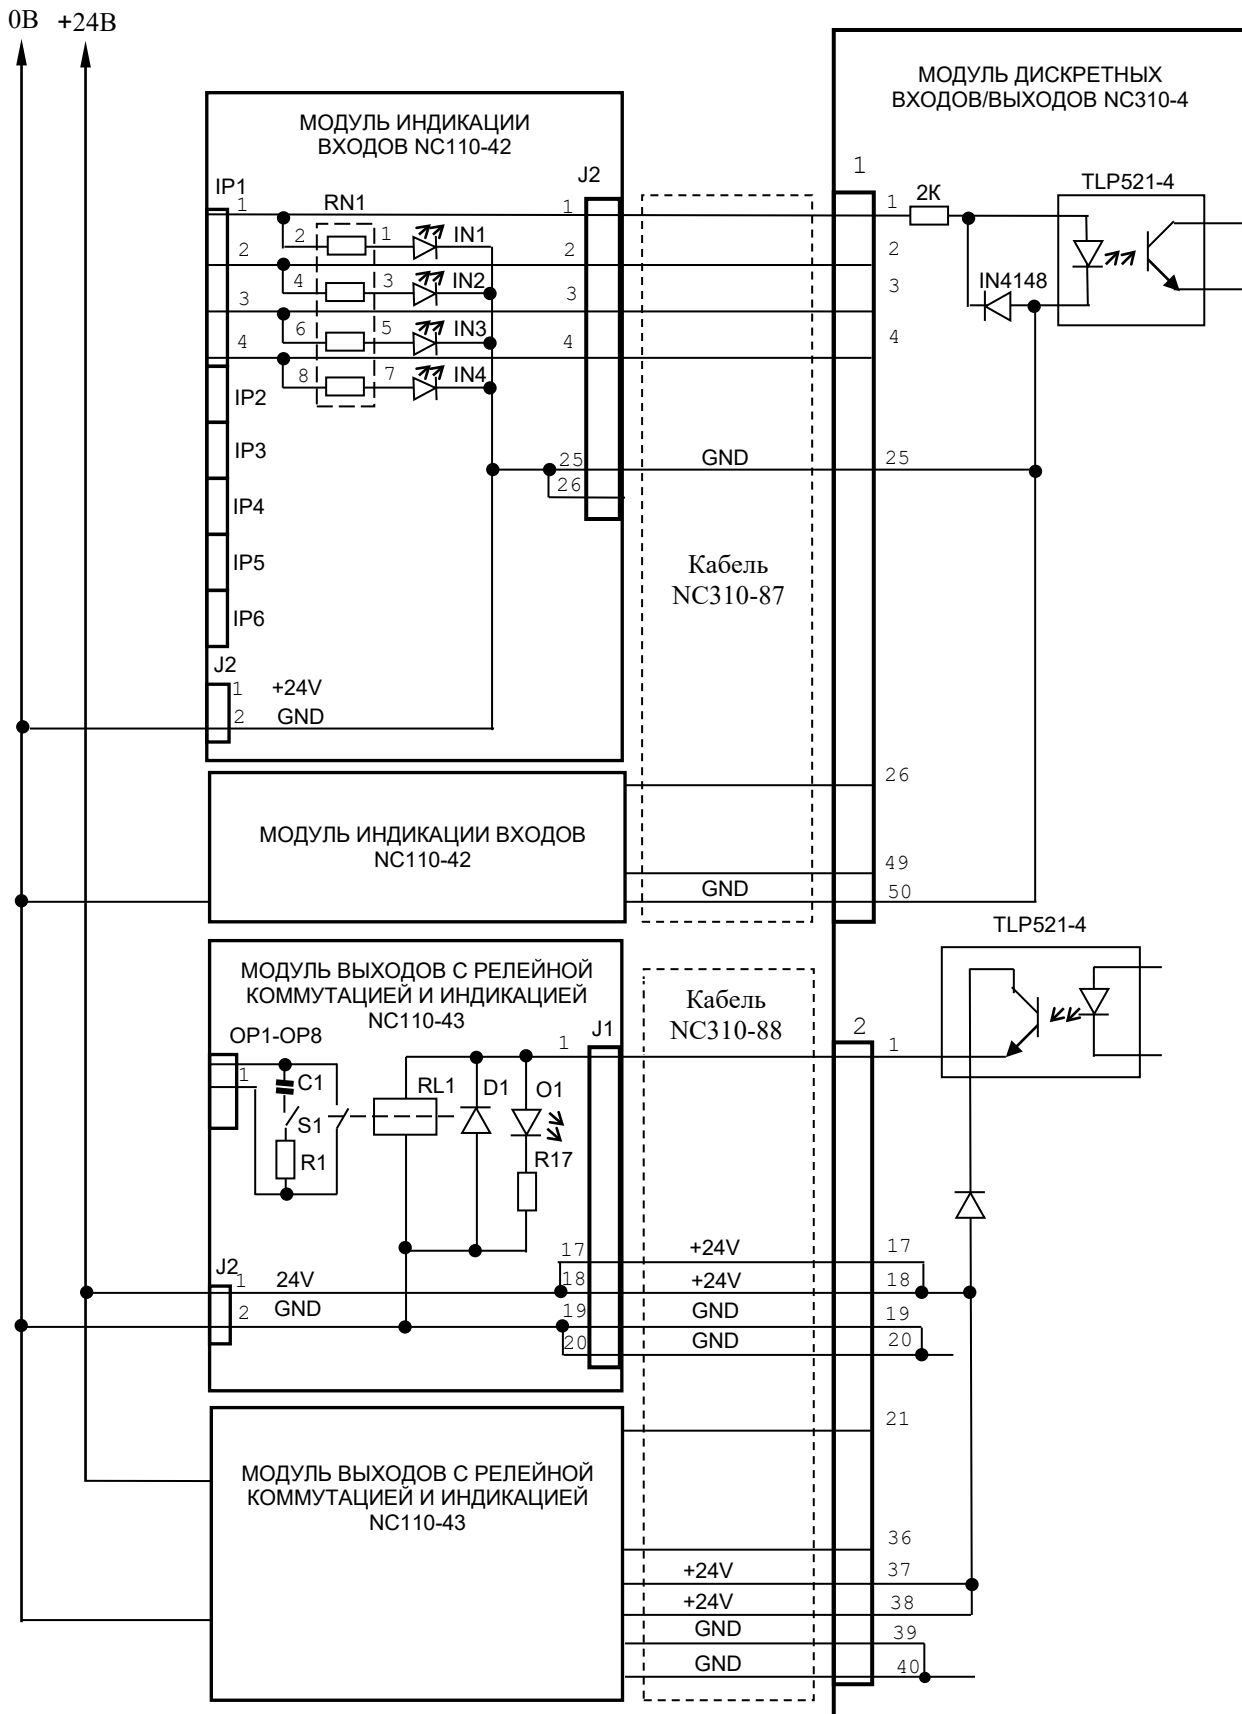 0В +24В
МОДУЛЬ ДИСКРЕТНЫХ
ВХОДОВ/ВЫХОДОВ NC310-4
МОДУЛЬ ИНДИКАЦИИ
ВХОДОВ NC110-42
IP1
RN1
J2
1
TLP521-4
1
1
1
2К
2
1
IN1
2
2
2
4
3
IN2
3
3
3
IN4148
6
5
IN3
4
4
4
8
7
IN4
IP2
IP3
25
GND
25
26
IP4
IP5
IP6
Кабель
NC310-87
J2
1
+24V
2
GND
26
МОДУЛЬ ИНДИКАЦИИ ВХОДОВ
NC110-42
49
GND
50
TLP521-4
МОДУЛЬ ВЫХОДОВ С РЕЛЕЙНОЙ
КОММУТАЦИЕЙ И ИНДИКАЦИЕЙ
NC110-43
Кабель
NC310-88
OP1-OP8
J1
2
1
1
1
C1
RL1
D1
O1
S1
R1
R17
17
+24V
17
J2
1
24V
18
+24V
18
2
GND
19
GND
19
20
GND
20
21
МОДУЛЬ ВЫХОДОВ С РЕЛЕЙНОЙ
КОММУТАЦИЕЙ И ИНДИКАЦИЕЙ
NC110-43
36
+24V
37
+24V
38
GND
39
GND
40